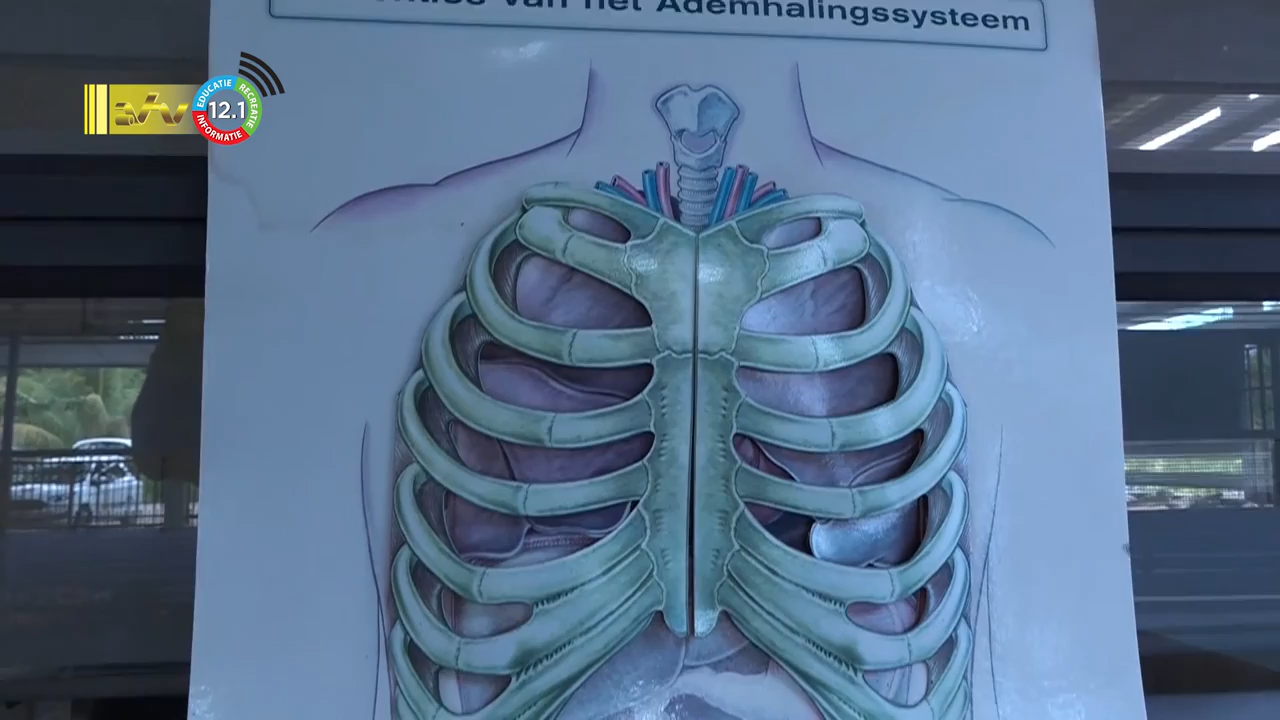 van het Ademhalingssysteem
EDUCATIE
RECREATIE
INFORMATIE
12.1